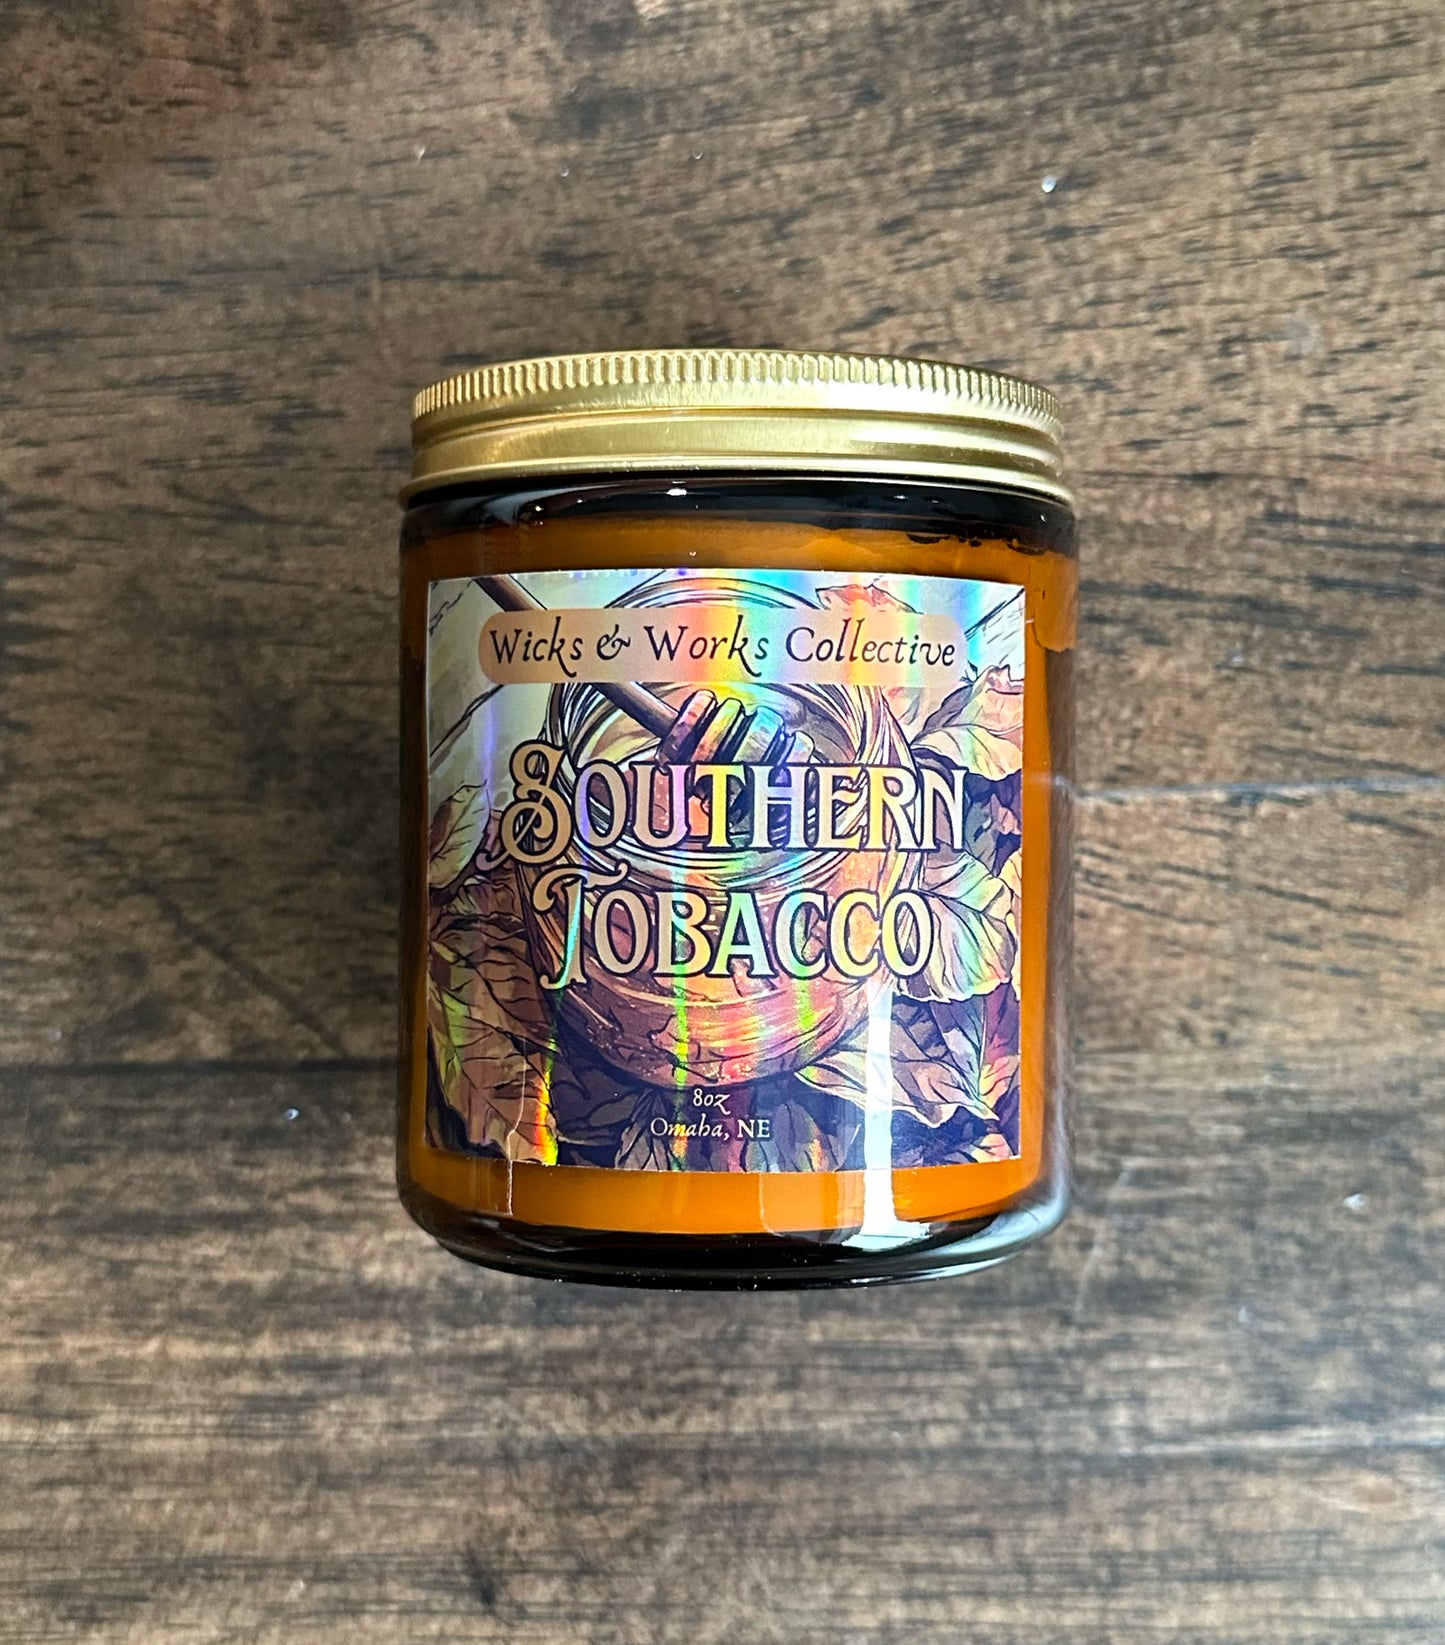 Wicks & Works Collective
Southern
Tobacco
8oz
Omaha, NE